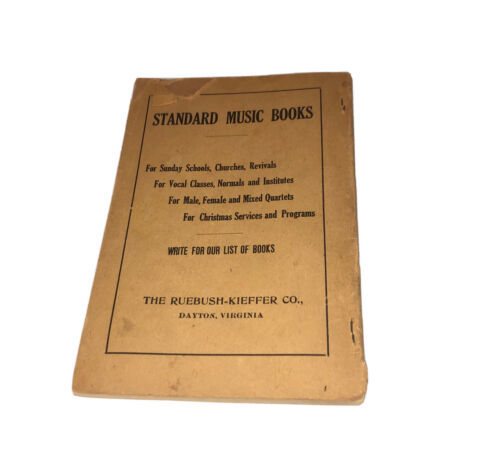 STANDARD MUSIC BOOKS
For Sunday Schools, Churches, Revivals
For Vocal Classes, Normals and Institutes
For Male, Female and Mixed Quartets
For Christmas Services and Programs
WRITE FOR OUR LIST OF BOOKS
THE RUEBUSH-KIEFFER CO.,
DAYTON, VIRGINIA